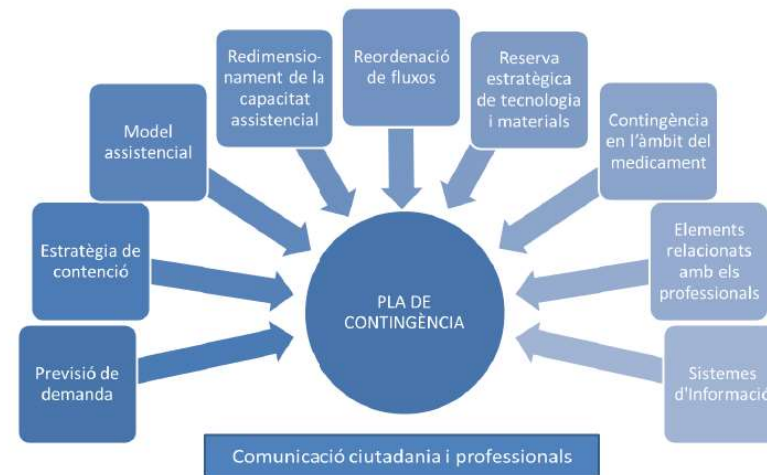 Previsió de
demanda
Estratègia de
contenció
Model
assistencial
Redimensio-
nament de la
capacitat
assistencial
Reordenació
de fluxos
Reserva
estratègica
de tecnologia
i materials
Contingència
en l'àmbit del
medicament
Elements
relacionats
amb els
professionals
Sistemes
d'Informació
PLA DE
CONTINGÈNCIA
Comunicació ciutadania i professionals